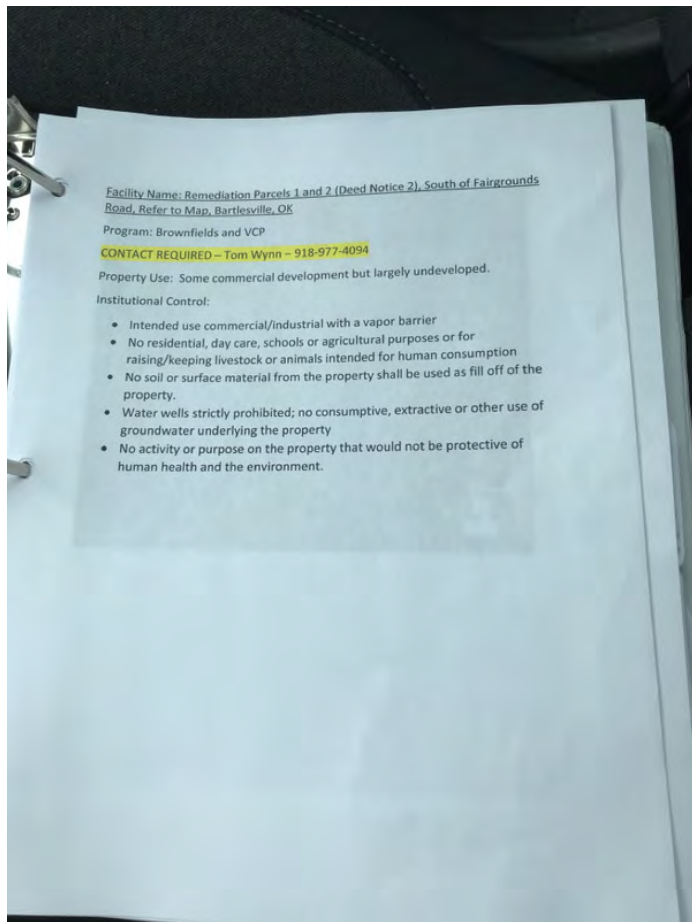 Facility Name: Remediation Parcels 1 and 2 (Deed Notice 2), South of Fairgrounds
Road, Refer to Map, Bartlesville, OK
Program: Brownfields and VCP
CONTACT REQUIRED – Tom Wynn – 918-977-4094
Property Use: Some commercial development but largely undeveloped.
Institutional Control:
• Intended use commercial/industrial with a vapor barrier
• No residential, day care, schools or agricultural purposes or for
raising/keeping livestock or animals intended for human consumption
• No soil or surface material from the property shall be used as fill off of the
property.
• Water wells strictly prohibited; no consumptive, extractive or other use of
groundwater underlying the property
• No activity or purpose on the property that would not be protective of
human health and the environment.